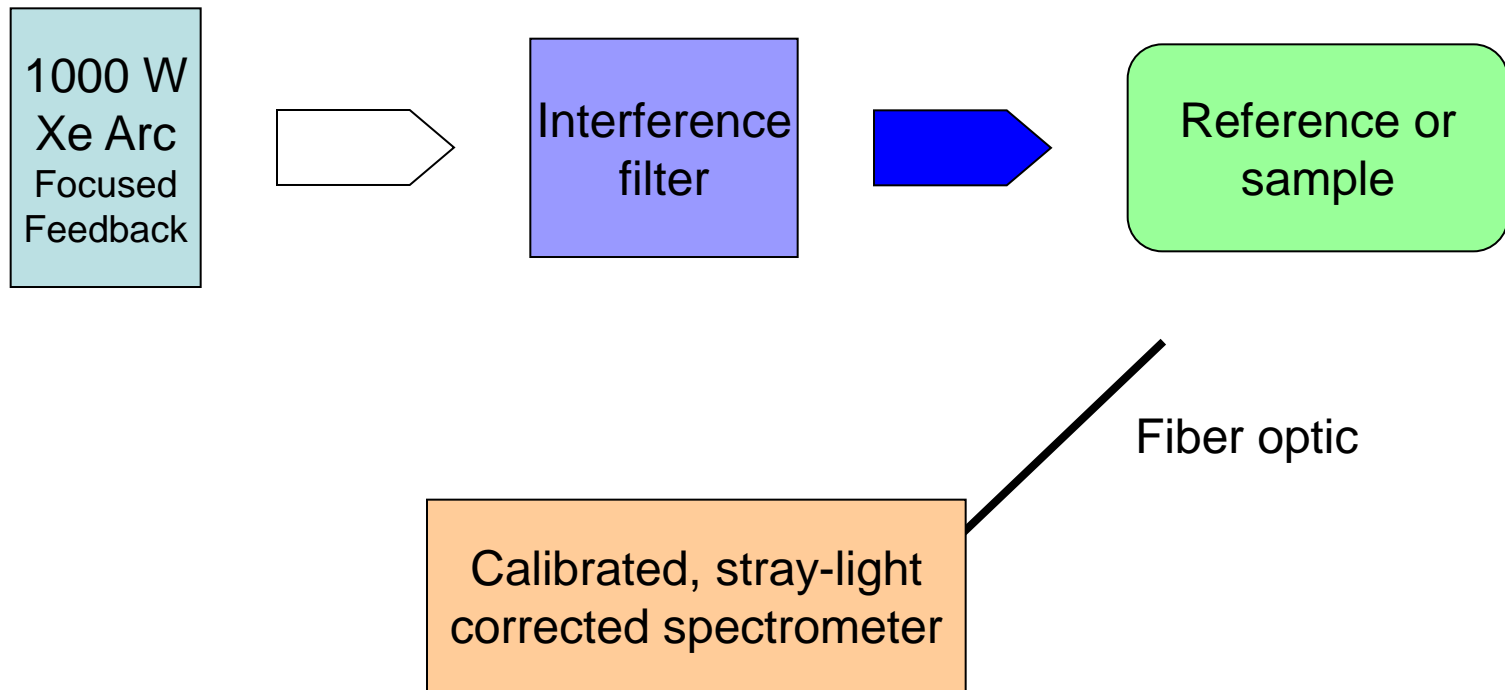 1000 W
Xe Arc
Focused
Feedback
Interference
filter
Reference or
sample
Fiber optic
Calibrated, stray-light
corrected spectrometer